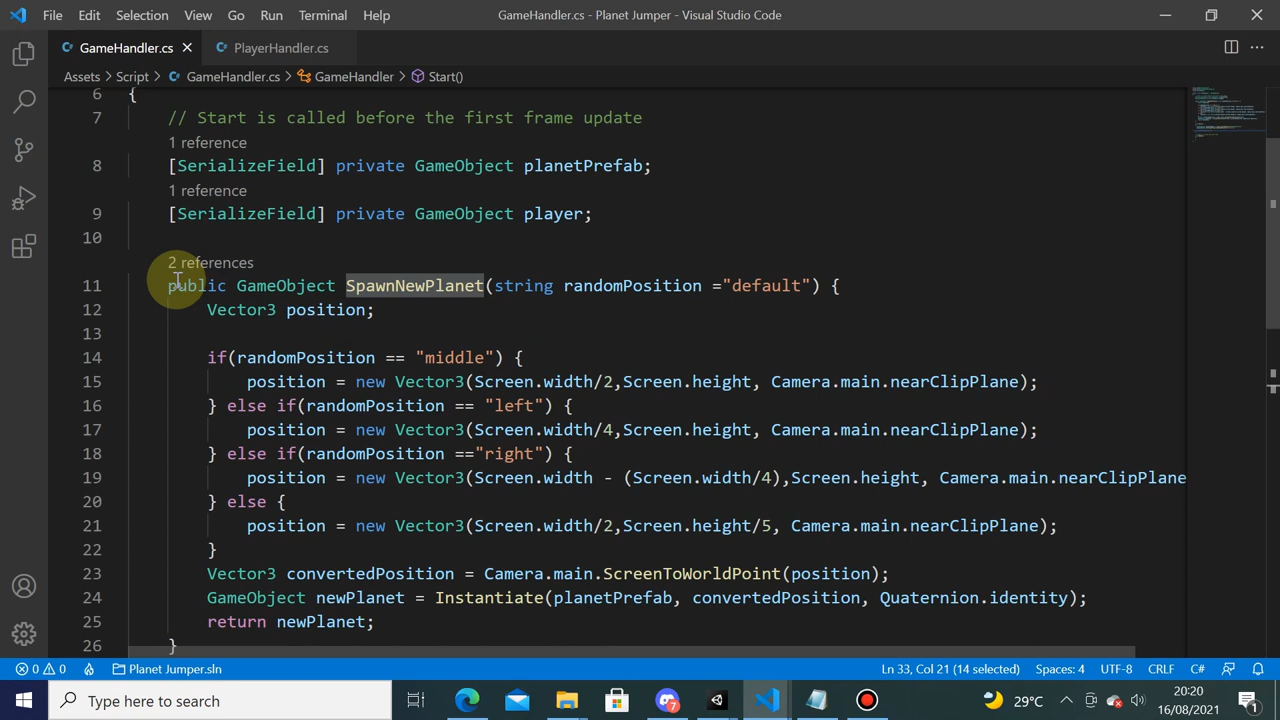 File Edit Selection View Go Run Terminal Help GameHandler.cs - Planet Jumper - Visual Studio Code
GameHandler.cs PlayerHandler.cs
Assets > Script > GameHandler.cs > GameHandler > Start()
6 {
7 // Start is called before the first frame update
1 reference
8 [SerializeField] private GameObject planetPrefab;
1 reference
9 [SerializeField] private GameObject player;
10
2 references
11 public GameObject SpawnNewPlanet(string randomPosition ="default") {
12 Vector3 position;
13
14 if(randomPosition == "middle") {
15 position = new Vector3(Screen.width/2,Screen.height, Camera.main.nearClipPlane);
16 } else if(randomPosition == "left") {
17 position = new Vector3(Screen.width/4,Screen.height, Camera.main.nearClipPlane);
18 } else if(randomPosition =="right") {
19 position = new Vector3(Screen.width - (Screen.width/4),Screen.height, Camera.main.nearClipPlane
20 } else {
21 position = new Vector3(Screen.width/2,Screen.height/5, Camera.main.nearClipPlane);
22 }
23 Vector3 convertedPosition = Camera.main.ScreenToWorldPoint(position);
24 GameObject newPlanet = Instantiate(planetPrefab, convertedPosition, Quaternion.identity);
25 return newPlanet;
26 }
0 0 Planet Jumper.sln Ln 33, Col 21 (14 selected) Spaces: 4 UTF-8 CRLF C#
Type here to search 7 29°C 20:20
16/08/2021 1